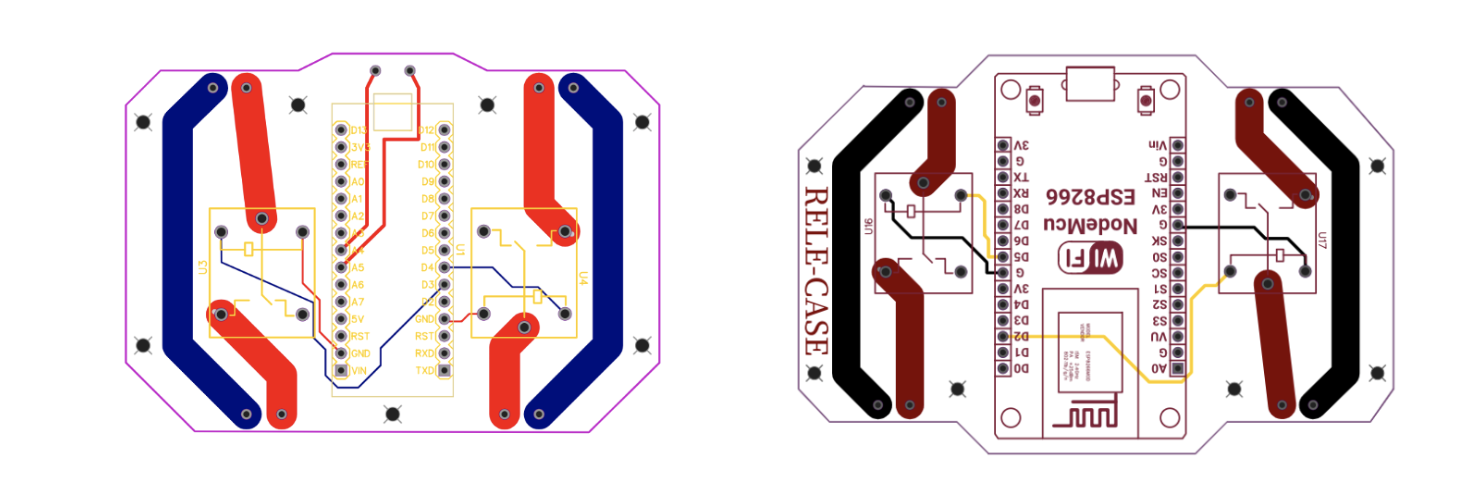 U3
D13
3V3
REF
A0
A1
A2
A3
A4
A5
A6
A7
5V
RST
GND
VIN
D12
D11
D10
D9
D8
D7
D6
D5
D4
D3
D2
GND
RST
RXD
TXD
U1
U4
RELE-CASE
U16
3V
G
TX
RX
D8
D7
D6
D5
G
3V
D4
D3
D2
D1
D0
WIFI
NodeMcu
ESP8266
Vin
G
RST
EN
3V
G
SK
S0
SC
S1
S2
S3
VU
G
A0
U17